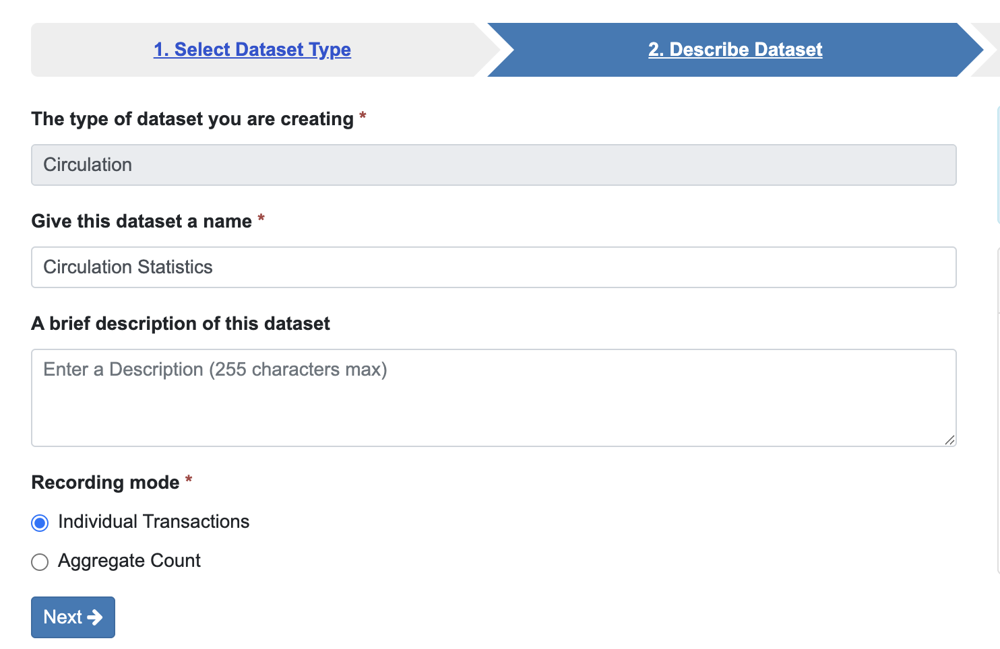 1. Select Dataset Type
2. Describe Dataset
The type of dataset you are creating *
Circulation
Give this dataset a name *
Circulation Statistics
A brief description of this dataset
Enter a Description (255 characters max)
Recording mode *
Individual Transactions
Aggregate Count
Next